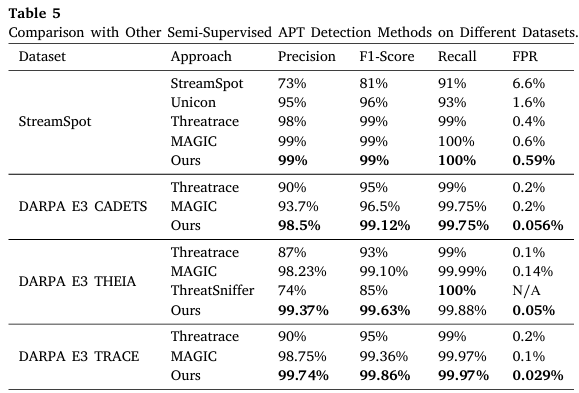 Table 5
Comparison with Other Semi-Supervised APT Detection Methods on Different Datasets.
Dataset Approach Precision F1-Score Recall FPR
StreamSpot 73% 81% 91% 6.6%
Unicon 95% 96% 93% 1.6%
StreamSpot Threatrace 98% 99% 99% 0.4%
MAGIC 99% 99% 100% 0.6%
Ours 99% 99% 100% 0.59%
Threatrace 90% 95% 99% 0.2%
DARPA E3 CADETS MAGIC 93.7% 96.5% 99.75% 0.2%
Ours 98.5% 99.12% 99.75% 0.056%
Threatrace 87% 93% 99% 0.1%
MAGIC 98.23% 99.10% 99.99% 0.14%
DARPA E3 THEIA
ThreatSniffer 74% 85% 100% N/A
Ours 99.37% 99.63% 99.88% 0.05%
Threatrace 90% 95% 99% 0.2%
DARPA E3 TRACE MAGIC 98.75% 99.36% 99.97% 0.1%
Ours 99.74% 99.86% 99.97% 0.029%